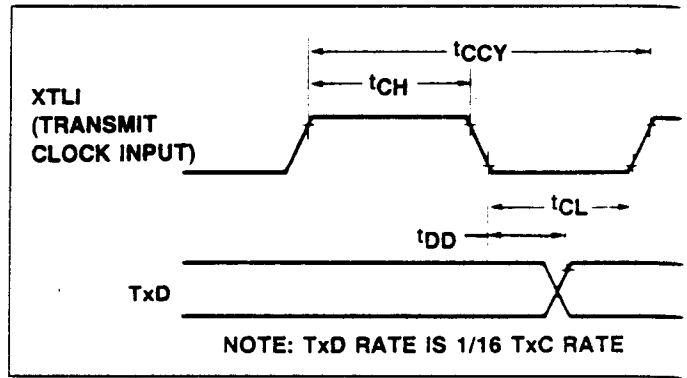 tCCY
tCH
XTLI
(TRANSMIT
CLOCK INPUT)
tCL
tDD
TxD
NOTE: TxD RATE IS 1/16 TxC RATE